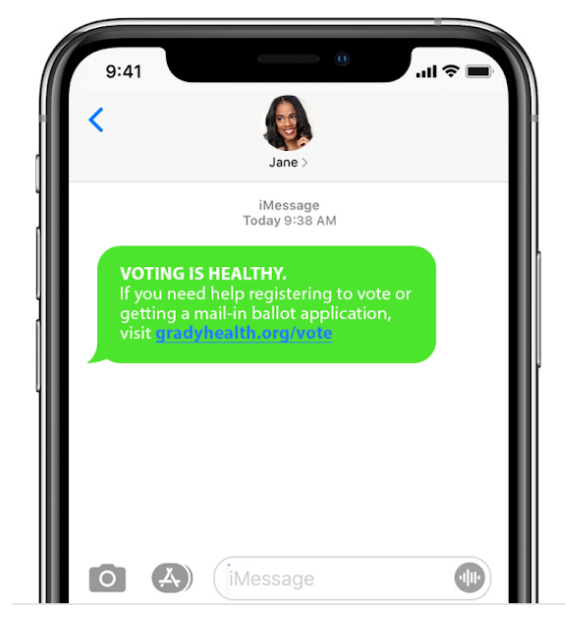 9:41
Jane >
iMessage
Today 9:38 AM
VOTING IS HEALTHY.
If you need help registering to vote or
getting a mail-in ballot application,
visit gradyhealth.org/vote
iMessage